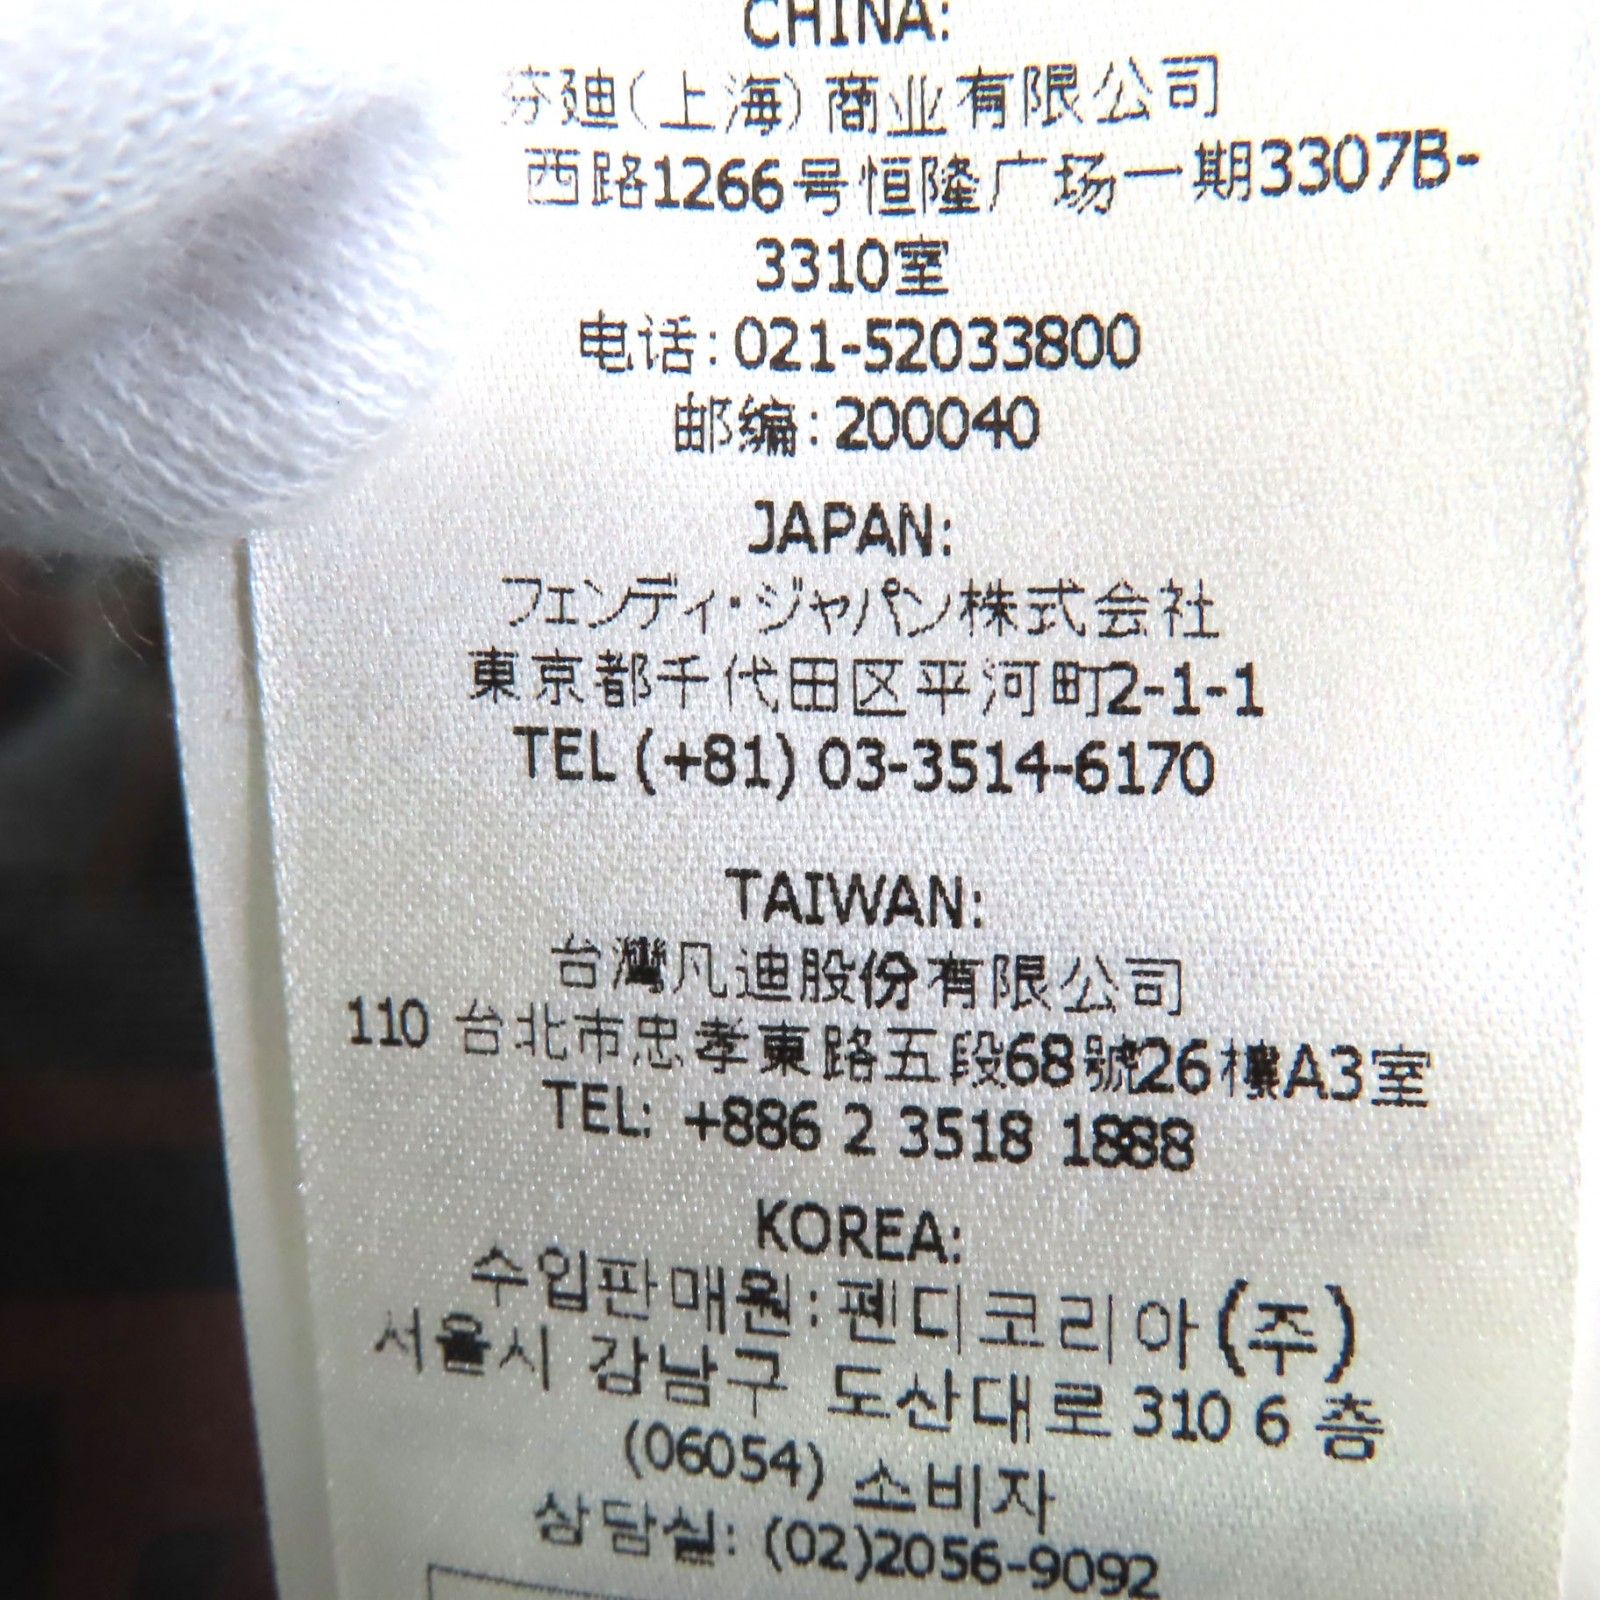 CHINA:
芬迪(上海)商业有限公司
西路1266号恒隆广场一期3307B-
3310室
电话:021-52033800
邮编:200040
JAPAN:
フェンディ・ジャパン株式会社
東京都千代田区平河町2-1-1
TEL (+81) 03-3514-6170
TAIWAN:
台灣凡迪股份有限公司
110 台北市忠孝東路五段68號26樓A3室
TEL: +886 2 3518 1888
KOREA:
수입판매원:펜디코리아(주)
서울시 강남구 도산대로 310 6 층
(06054) 소비자
상담실: (02)2056-9092